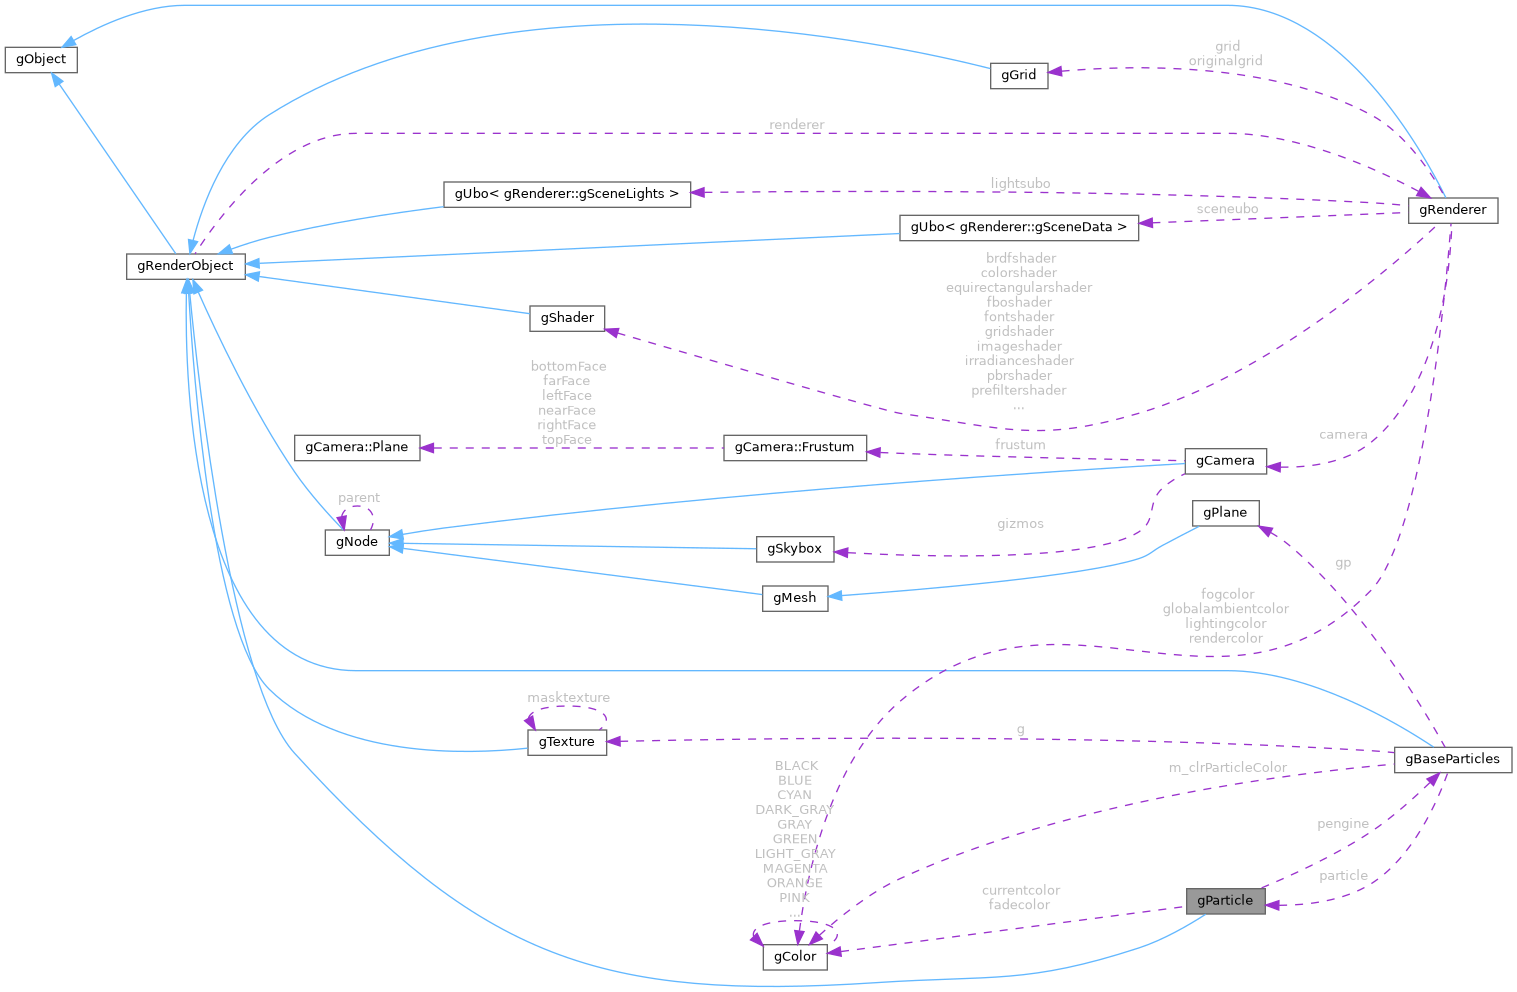 gObject
grid
originalgrid
gGrid
renderer
lightsubo
gUbo< gRenderer::gSceneLights >
sceneubo
gRenderer
gUbo< gRenderer::gSceneData >
gRenderObject
brdfshader
colorshader
equirectangularshader
fboshader
fontshader
gridshader
imageshader
irradianceshader
pbrshader
prefiltershader
...
gShader
bottomFace
farFace
leftFace
nearFace
rightFace
topFace
camera
gCamera::Plane
gCamera::Frustum
frustum
gCamera
parent
gPlane
gizmos
gNode
gSkybox
gp
gMesh
fogcolor
globalambientcolor
lightingcolor
rendercolor
masktexture
g
gTexture
gBaseParticles
m_clrParticleColor
BLACK
BLUE
CYAN
DARK_GRAY
GRAY
GREEN
LIGHT_GRAY
MAGENTA
ORANGE
PINK
...
pengine
particle
currentcolor
fadecolor
gParticle
gColor